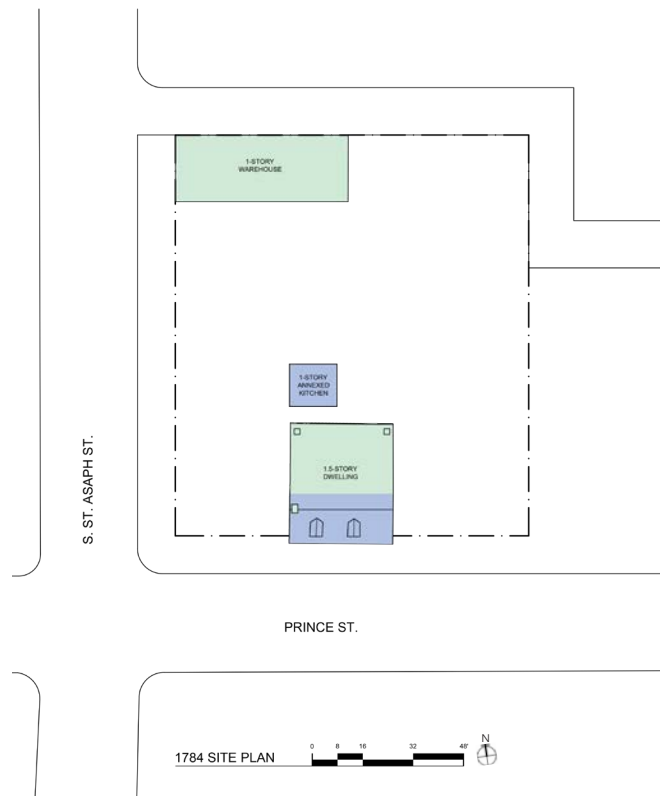 1-STORY
WAREHOUSE
1-STORY
ANNEXED
KITCHEN
1.5-STORY
DWELLING
S. ST. ASAPH ST.
PRINCE ST.
1784 SITE PLAN
0 8 16 32 48'
N